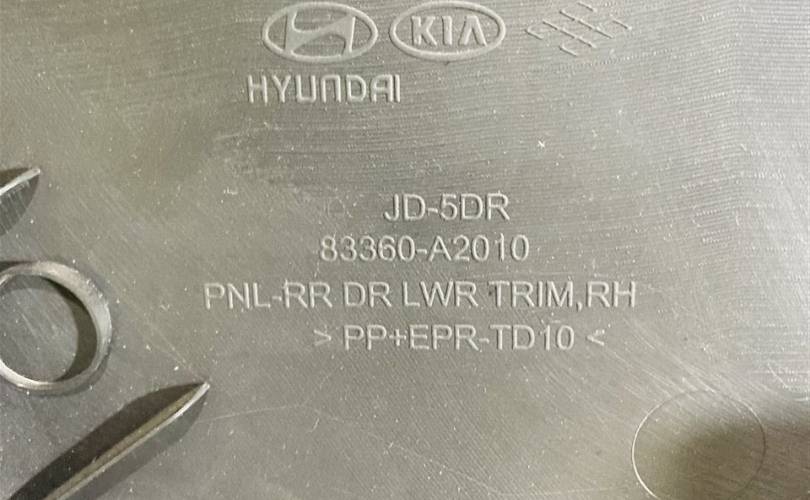 KIA
HYUNDAI
JD-5DR
83360-A2010
PNL-RR DR LWR TRIM,RH
> PP+EPR-TD10 <